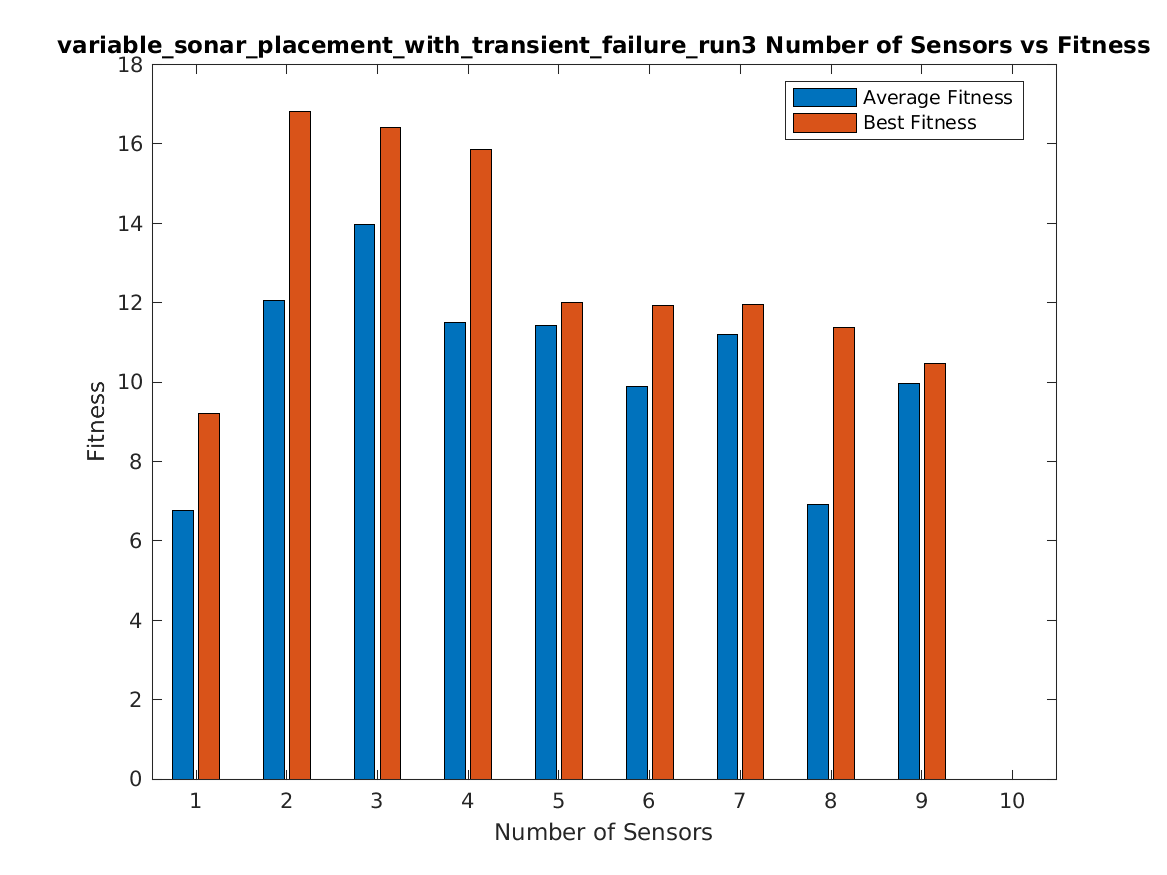 variable_sonar_placement_with_transient_failure_run3 Number of Sensors vs Fitness
18
16
14
12
10
8
6
4
2
0
Fitness
Average Fitness
Best Fitness
1 2 3 4 5 6 7 8 9 10
Number of Sensors